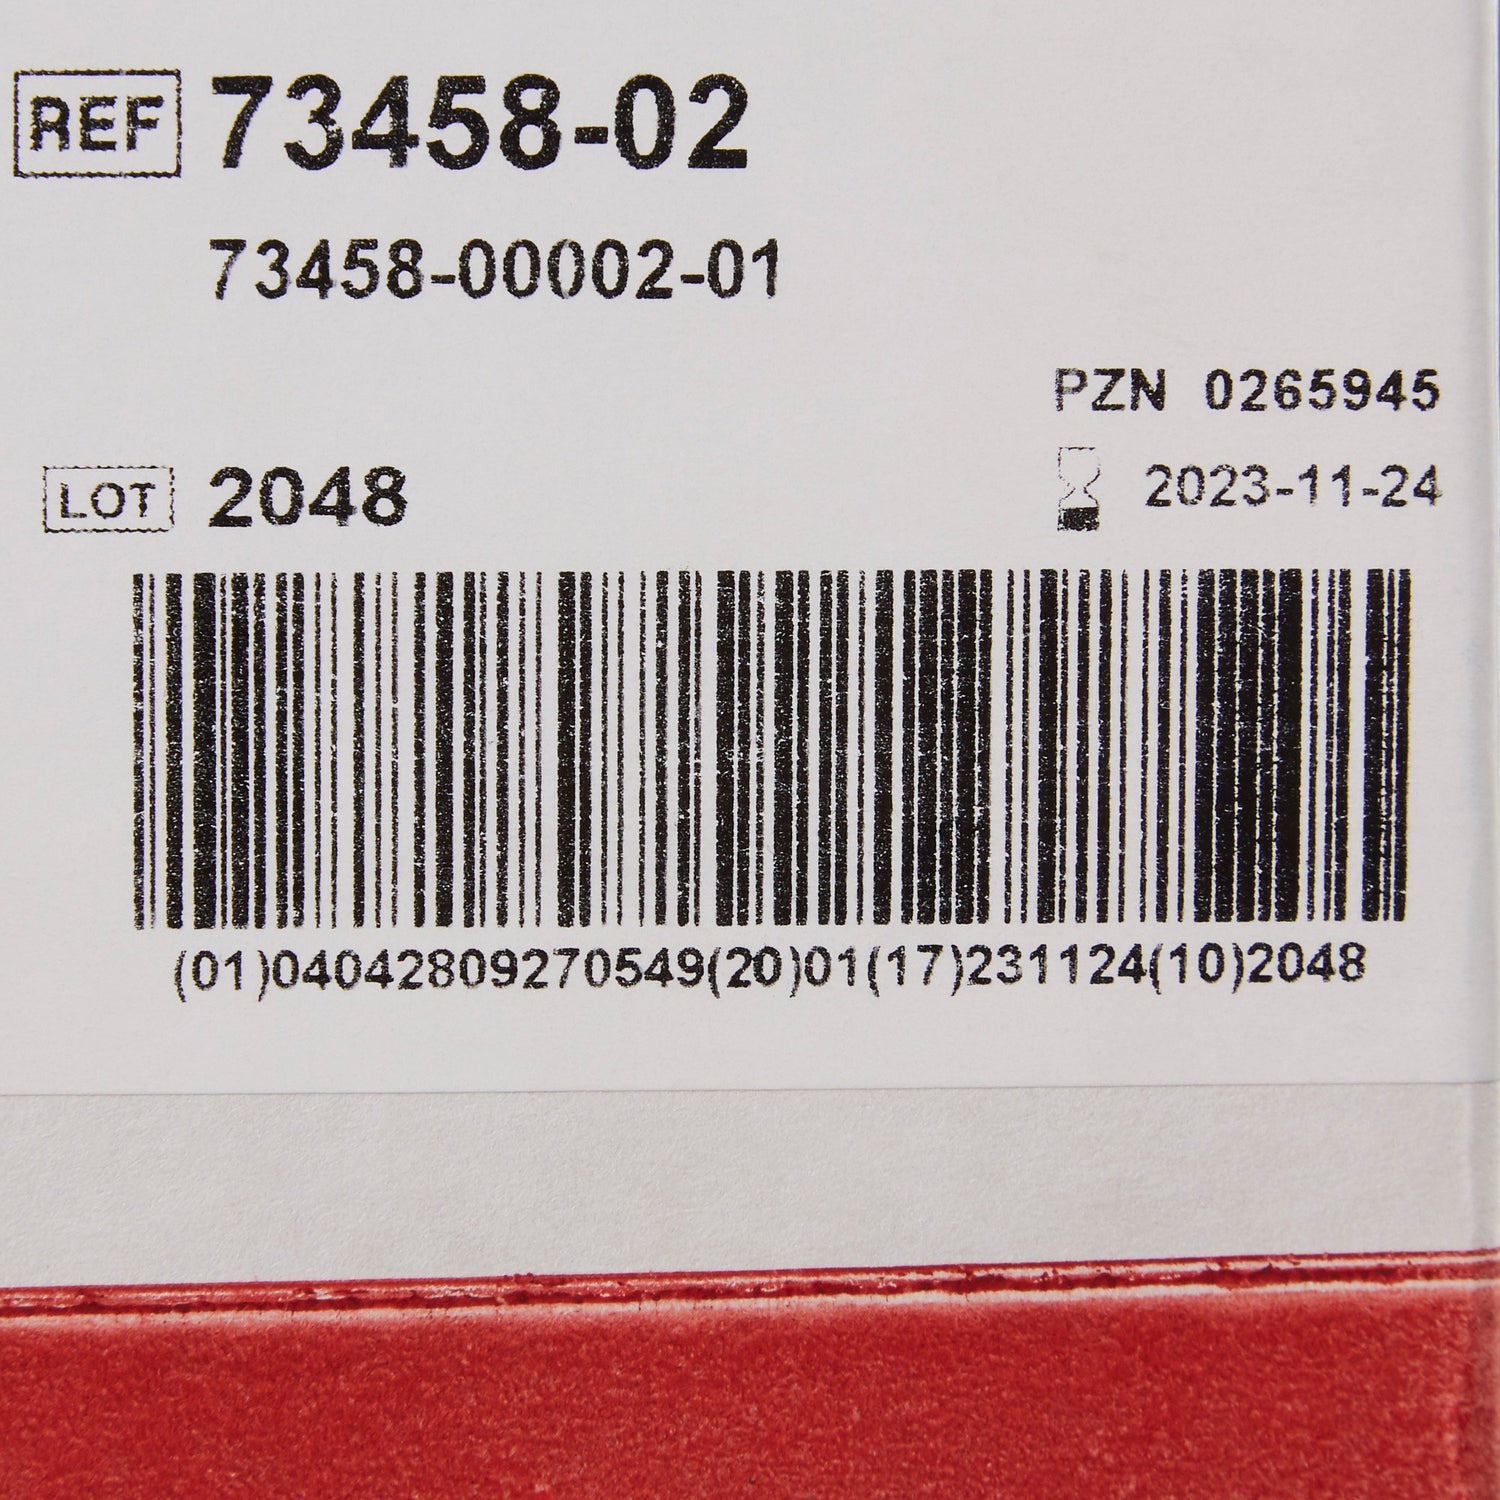 REF 73458-02
73458-00002-01
PZN 0265945
LOT 2048 2023-11-24
(01)04042809270549(20)01(17)231124(10)2048